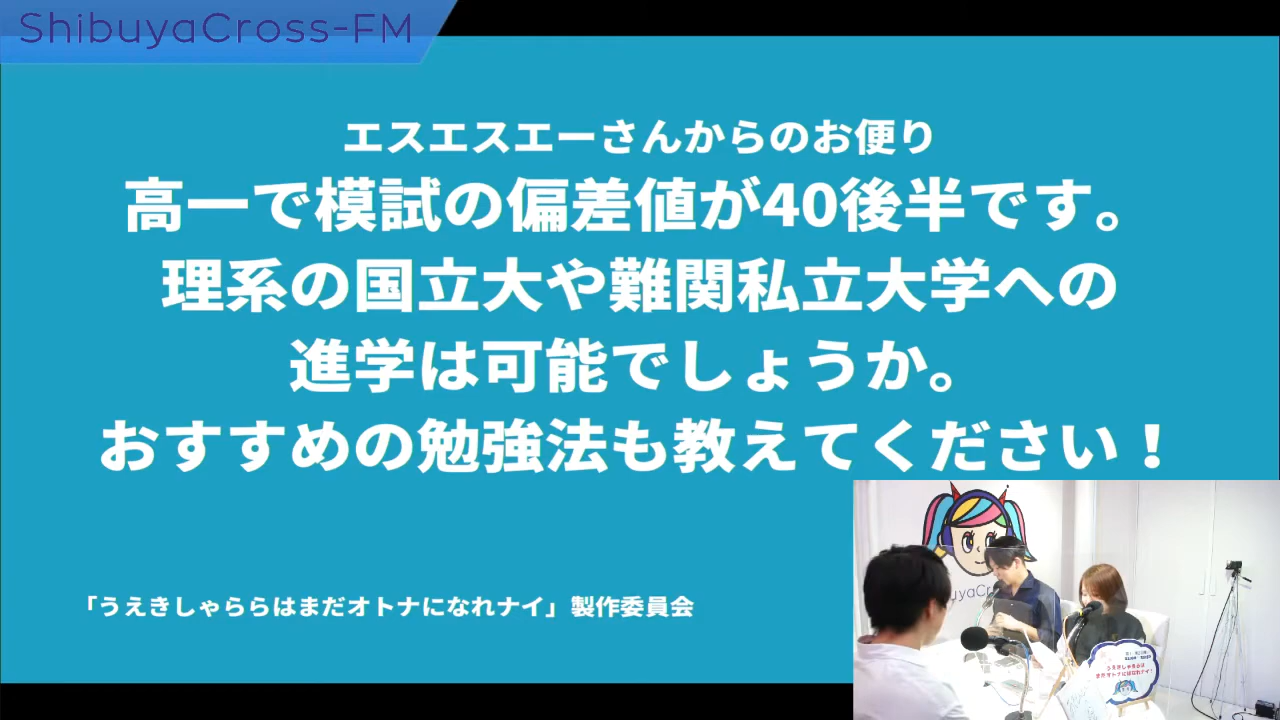 ShibuyaCross-FM
エスエスエーさんからのお便り
高一で模試の偏差値が40後半です。
理系の国立大や難関私立大学への
進学は可能でしょうか。
おすすめの勉強法も教えてください！
「うえきしゃららはまだオトナになれナイ」製作委員会